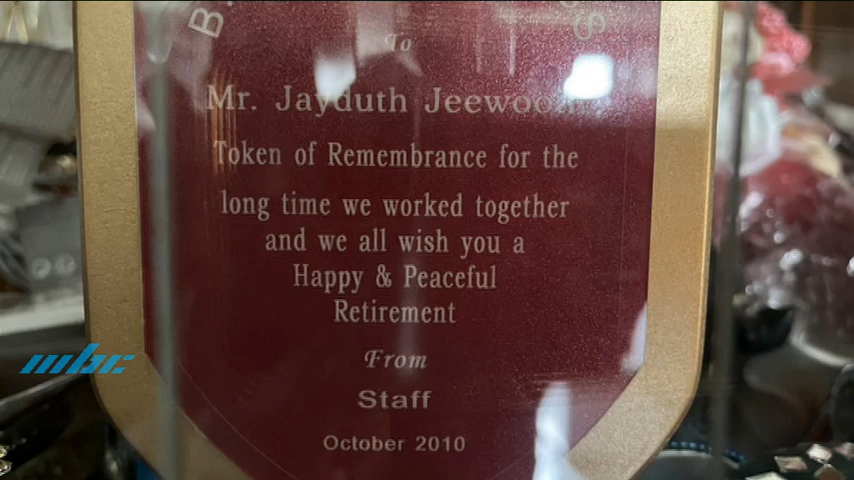 B.
To
Mr. Jayduth
Token of Remembrance for the
long time we worked together
and we all wish you a
Happy & Peaceful
Retirement
From
Staff
October 2010
mbc